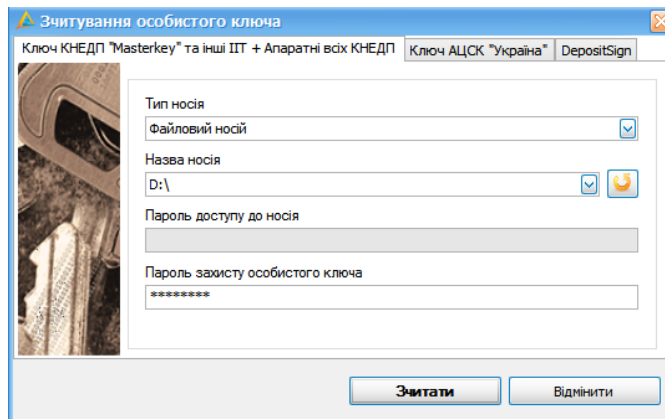 Зчитування особистого ключа
Ключ КНЕДП "Masterkey" та інші ІІТ + Апаратні всіх КНЕДП
Ключ АЦСК "Україна"
DepositSign
Тип носія
Файловий носій
Назва носія
D:\
Пароль доступу до носія
Пароль захисту особистого ключа
********
Зчитати
Відмінити